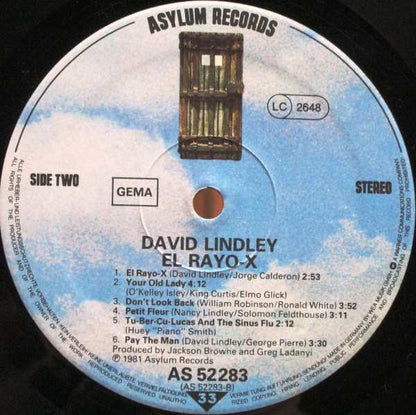 ASYLUM RECORDS
LC 2648
SIDE TWO
GEMA
STEREO
DAVID LINDLEY
EL RAYO-X
1. El Rayo-X (David Lindley/Jorge Calderon) 2:53
2. Your Old Lady 4:12
(O'Kelley Isley/King Curtis/Elmo Glick)
3. Don't Look Back (William Robinson/Ronald White) 3:52
4. Petit Fleur (Nancy Lindley/Solomon Feldthouse) 3:11
5. Tu-Ber-Cu-Lucas And The Sinus Flu 2:12
(Huey "Piano" Smith)
6. Pay The Man (David Lindley/George Pierre) 3:30
Produced by Jackson Browne and Greg Ladanyi
℗ 1981 Asylum Records
AS 52283
(AS 52283-B)
33